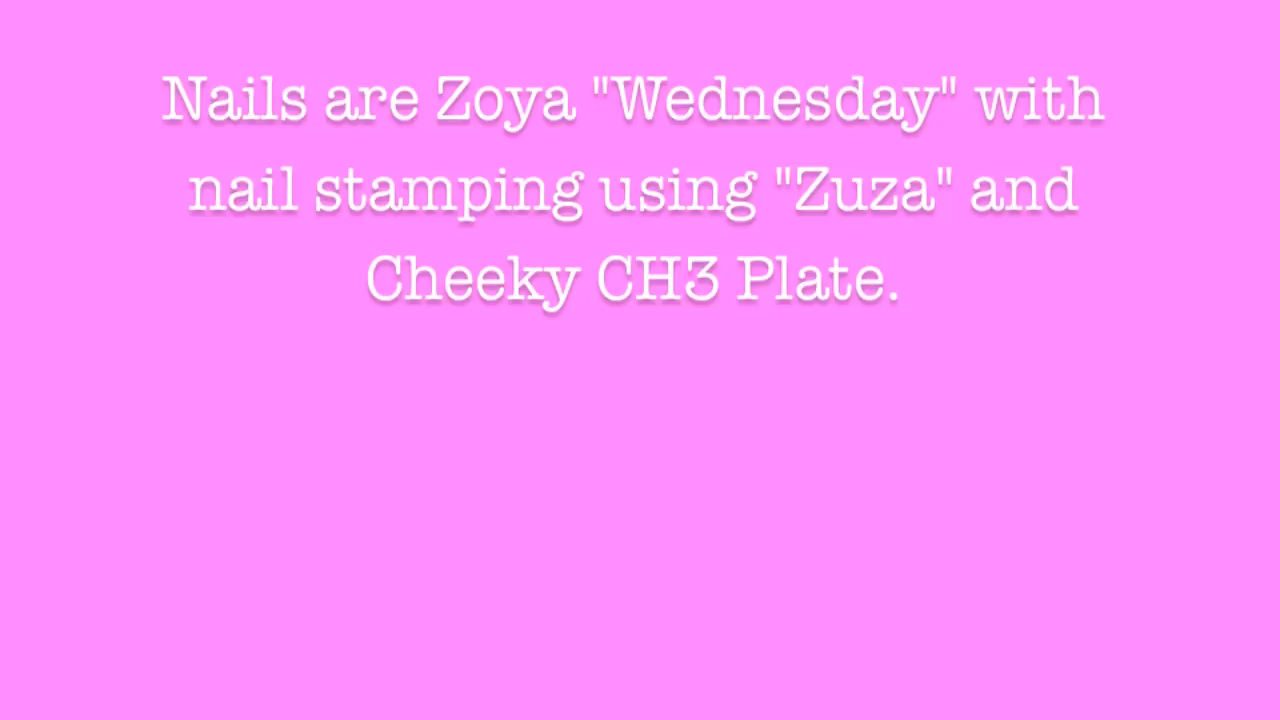 Nails are Zoya "Wednesday" with
nail stamping using "Zuza" and
Cheeky CH3 Plate.